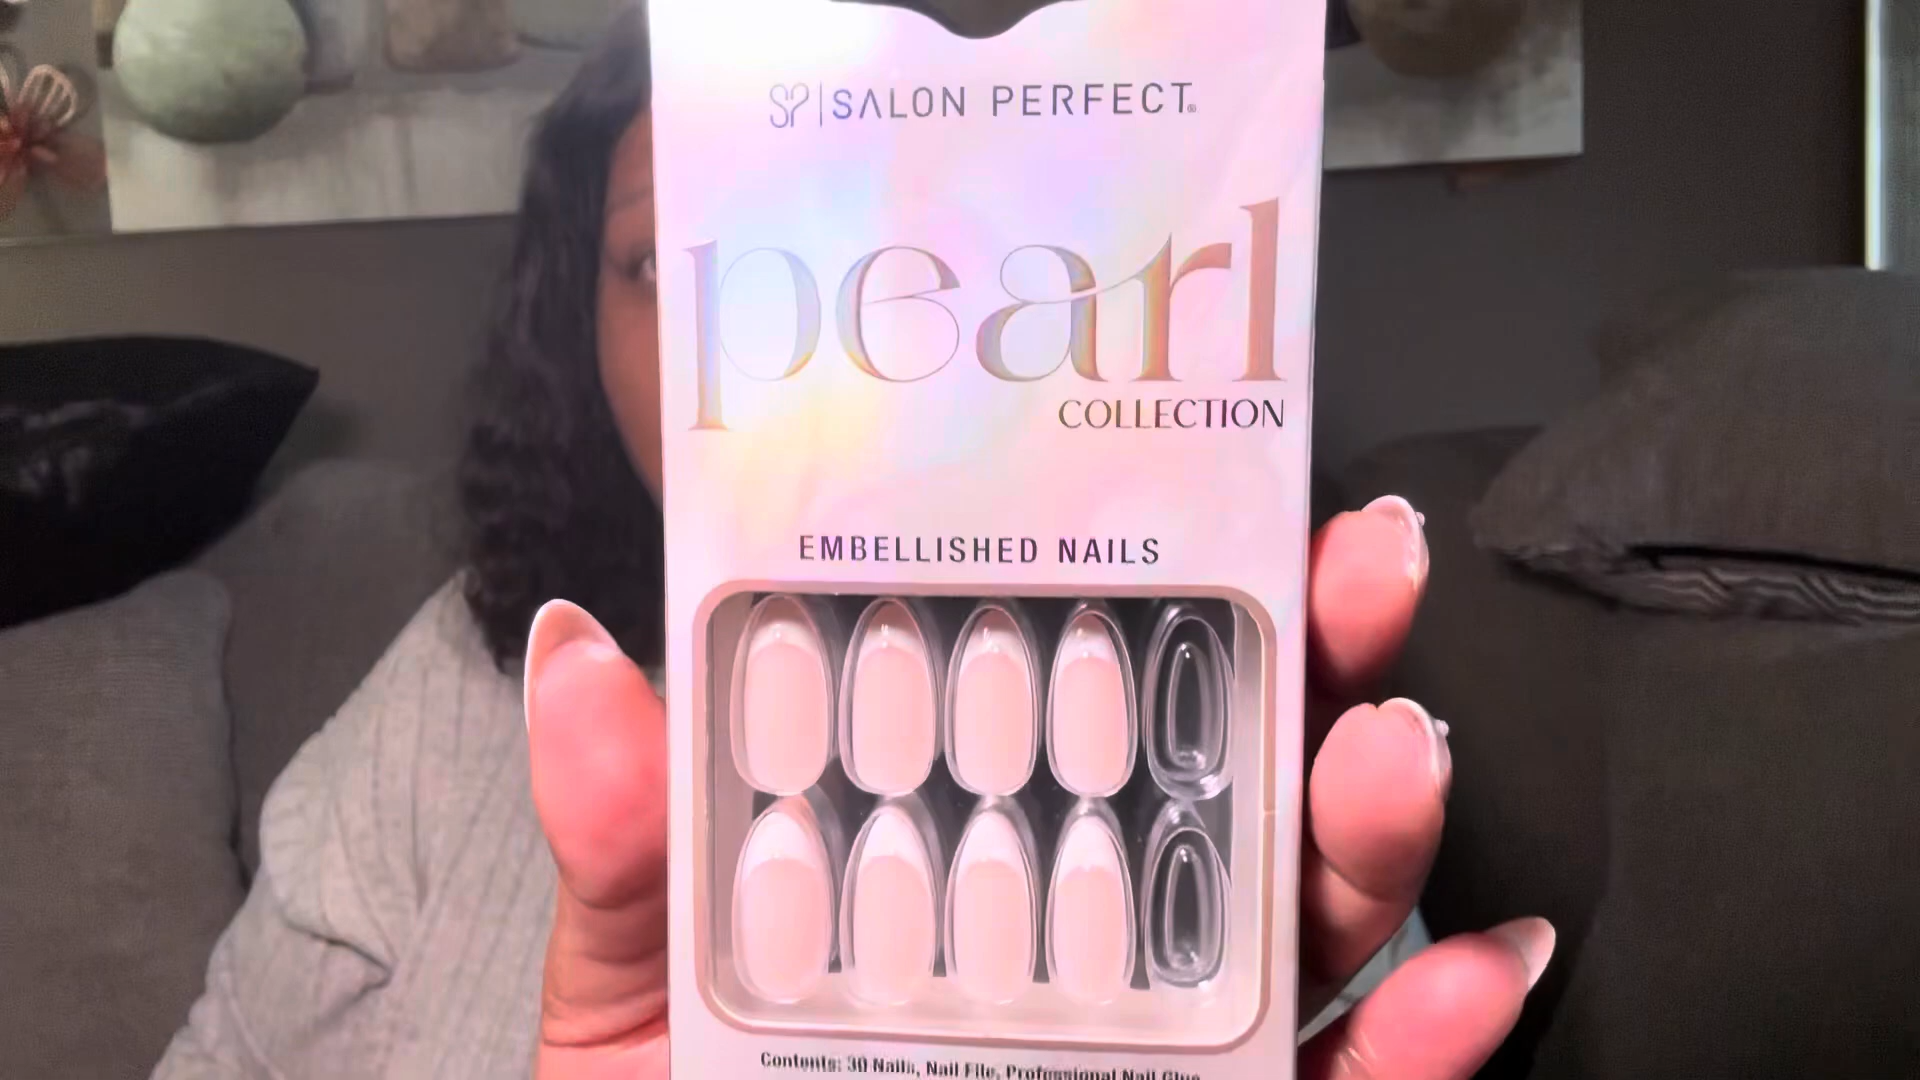 SP | SALON PERFECT®
pearl
COLLECTION
EMBELLISHED NAILS
Contents: 30 Nails, Nail File, Professional Nail Glue